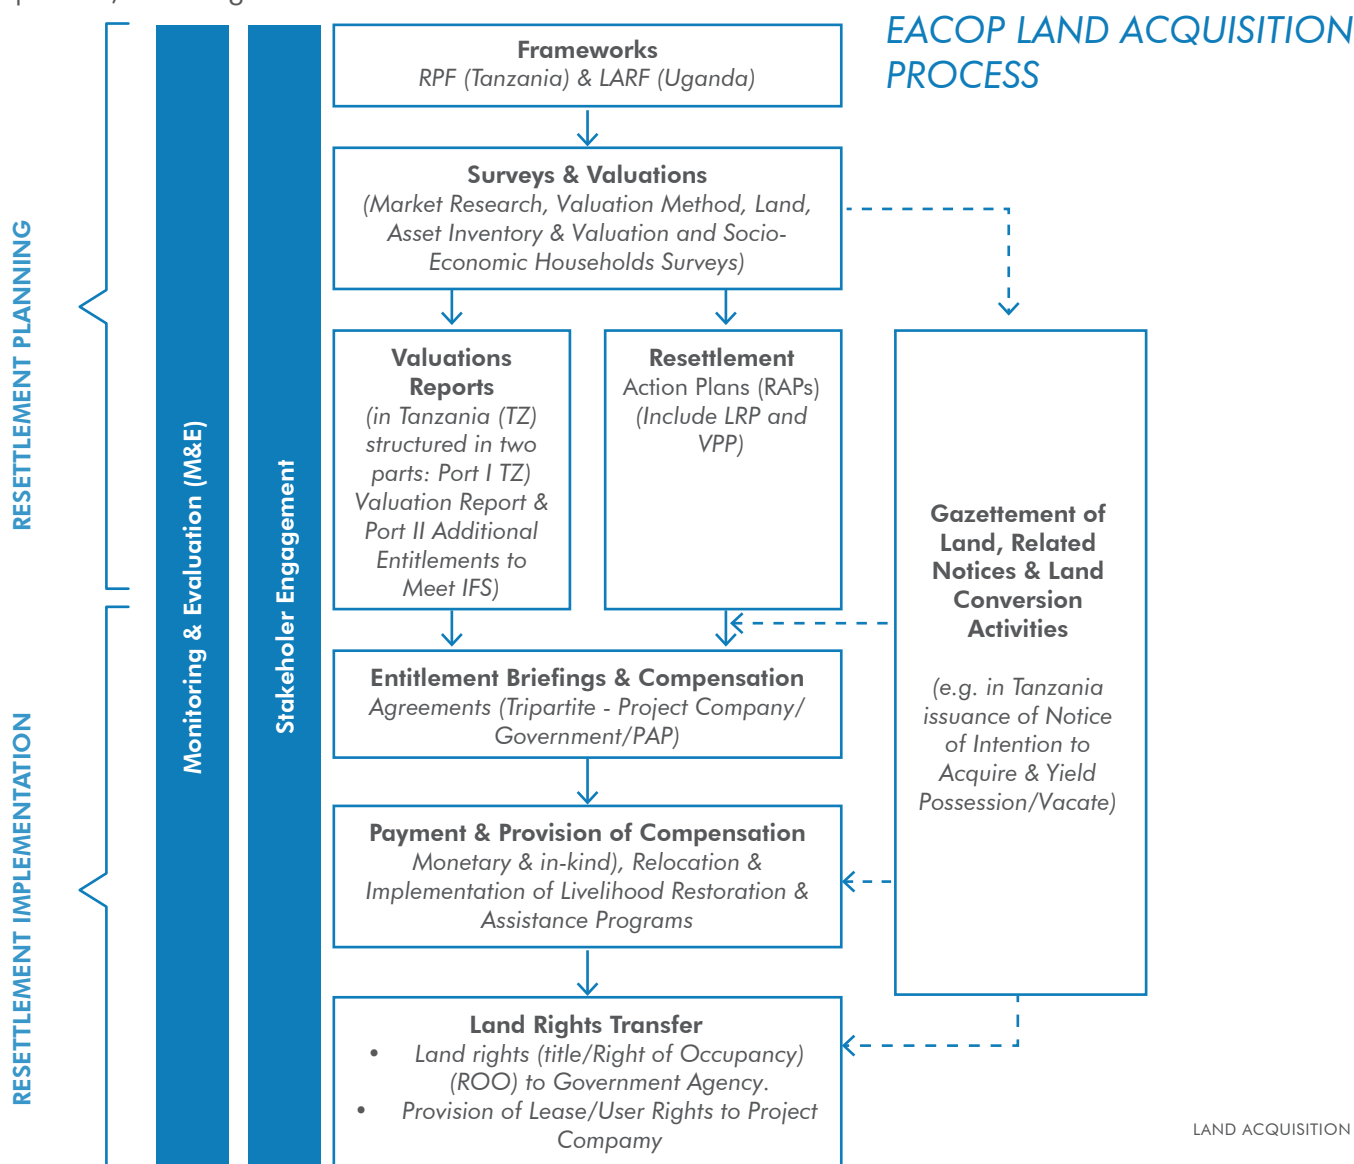 EACOP LAND ACQUISITION
PROCESS
Frameworks
RPF (Tanzania) & LARF (Uganda)
Surveys & Valuations
(Market Research, Valuation Method, Land,
Asset Inventory & Valuation and Socio-
Economic Households Surveys)
Valuations
Reports
(in Tanzania (TZ)
structured in two
parts: Port I TZ)
Valuation Report &
Port II Additional
Entitlements to
Meet IFS)
Resettlement
Action Plans (RAPs)
(Include LRP and
VPP)
Gazettement of
Land, Related
Notices & Land
Conversion
Activities
(e.g. in Tanzania
issuance of Notice
of Intention to
Acquire & Yield
Possession/Vacate)
Entitlement Briefings & Compensation
Agreements (Tripartite - Project Company/
Government/PAP)
Payment & Provision of Compensation
Monetary & in-kind), Relocation &
Implementation of Livelihood Restoration &
Assistance Programs
Land Rights Transfer
• Land rights (title/Right of Occupancy)
(ROO) to Government Agency.
• Provision of Lease/User Rights to Project
Compamy
RESETTLEMENT PLANNING
RESETTLEMENT IMPLEMENTATION
Monitoring & Evaluation (M&E)
Stakeholer Engagement
LAND ACQUISITION